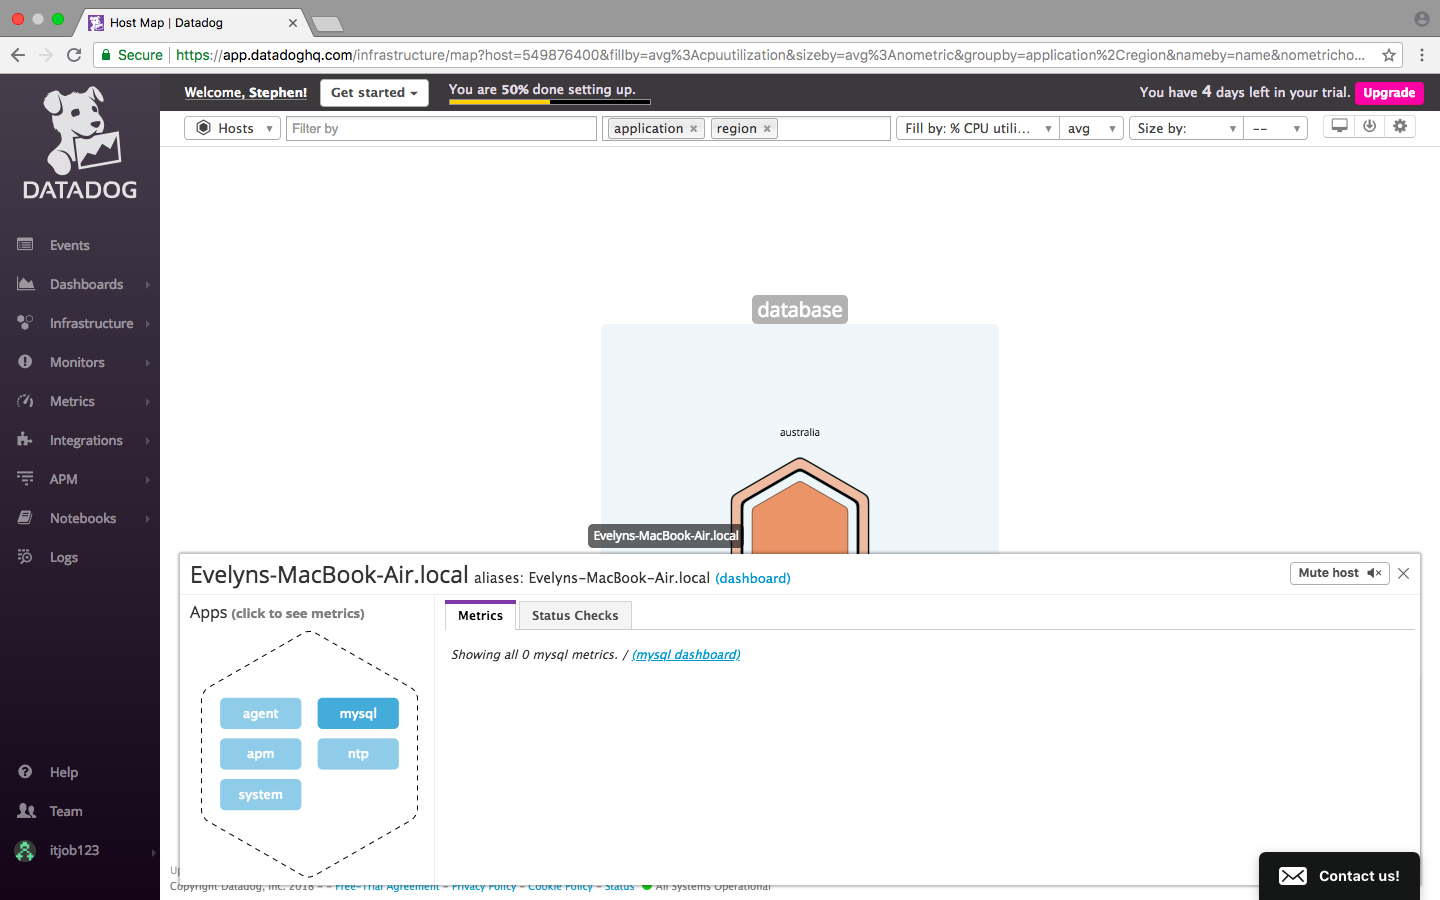 Host Map | Datadog
Secure https://app.datadoghq.com/infrastructure/map?host=549876400&fillby=avg%3Acpuutilization&sizeby=avg%3Anometric&groupby=application%2Cregion&nameby=name&nometricho...
DATADOG
Welcome, Stephen! Get started You are 50% done setting up. You have 4 days left in your trial. Upgrade
Hosts Filter by application × region × Fill by: % CPU utili... avg Size by: --
Events
Dashboards
Infrastructure
Monitors
Metrics
Integrations
APM
Notebooks
Logs
Help
Team
itjob123
database
australia
Evelyns-MacBook-Air.local
Evelyns-MacBook-Air.local aliases: Evelyns-MacBook-Air.local (dashboard) Mute host
Apps (click to see metrics)
agent mysql
apm ntp
system
Metrics Status Checks
Showing all 0 mysql metrics. / (mysql dashboard)
Copyright Datadog, Inc. 2018 - - Free-Trial Agreement - Privacy Policy - Cookie Policy - Status All Systems Operational
Contact us!